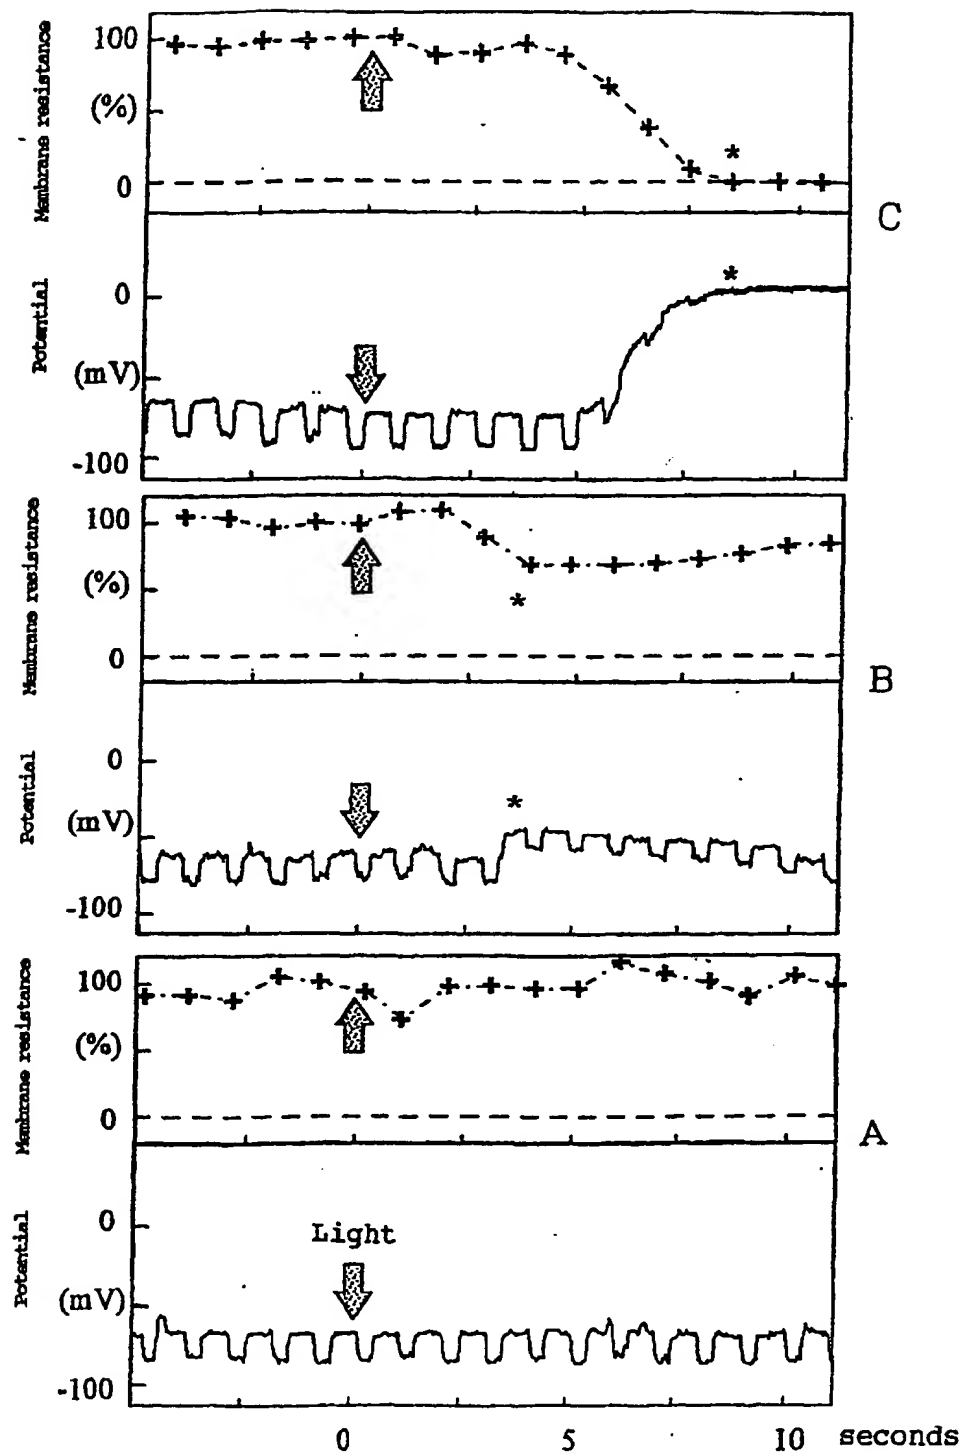 Membrane resistance
(%)
100
0
*
C
Potential
(mV)
0
-100
*
Membrane resistance
(%)
100
0
*
B
Potential
(mV)
0
-100
*
Membrane resistance
(%)
100
0
A
Potential
(mV)
0
-100
Light
0 5 10 seconds